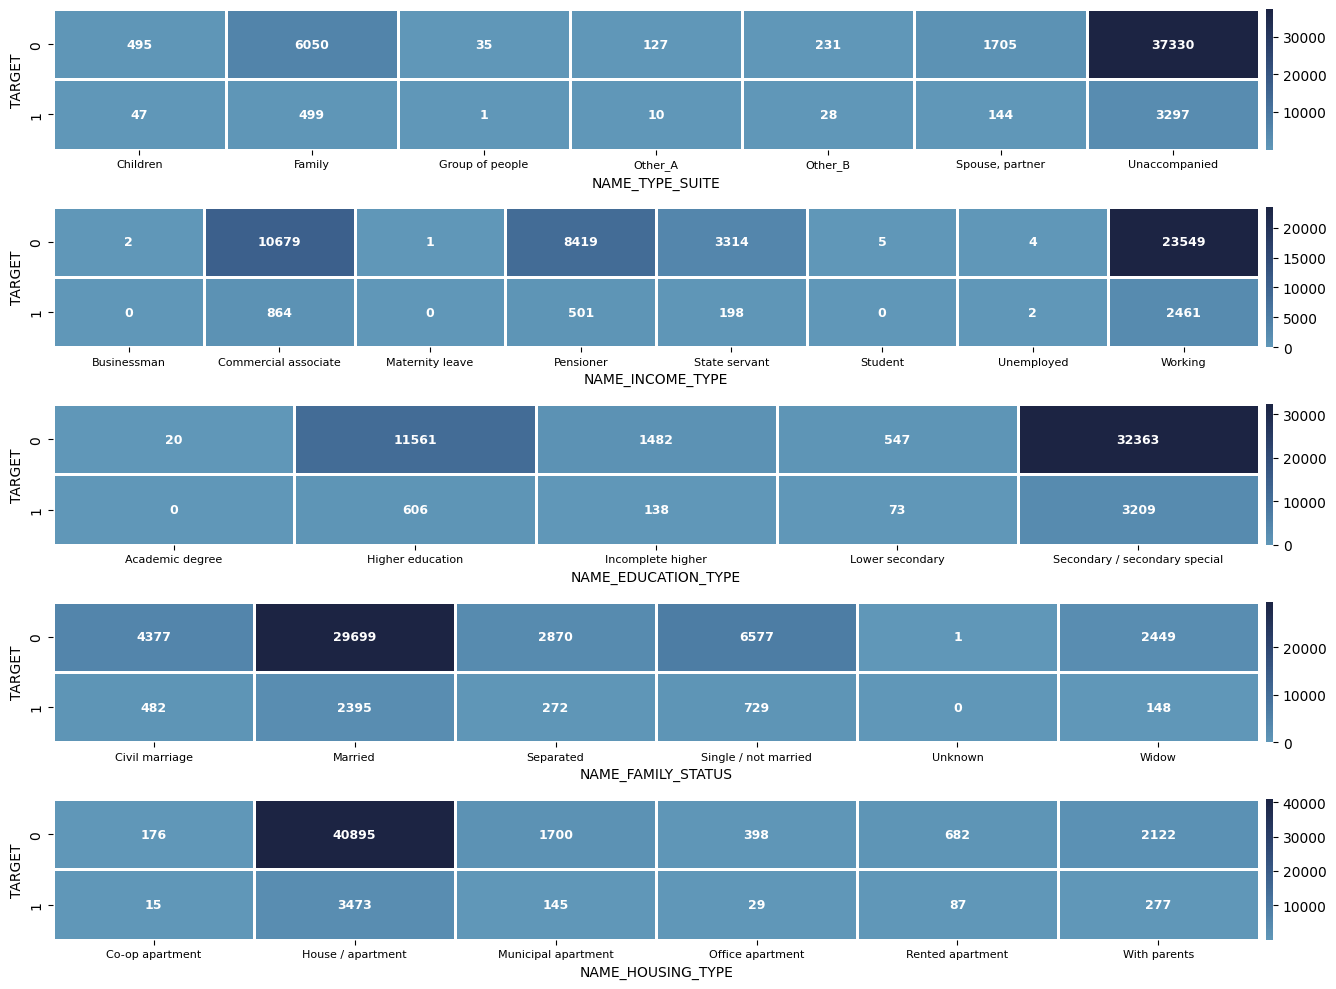 TARGET
0
495 6050 35 127 231 1705 37330
1
47 499 1 10 28 144 3297
Children Family Group of people Other_A Other_B Spouse, partner Unaccompanied
NAME_TYPE_SUITE
30000
20000
10000
TARGET
0
2 10679 1 8419 3314 5 4 23549
1
0 864 0 501 198 0 2 2461
Businessman Commercial associate Maternity leave Pensioner State servant Student Unemployed Working
NAME_INCOME_TYPE
20000
15000
10000
5000
0
TARGET
0
20 11561 1482 547 32363
1
0 606 138 73 3209
Academic degree Higher education Incomplete higher Lower secondary Secondary / secondary special
NAME_EDUCATION_TYPE
30000
20000
10000
0
TARGET
0
4377 29699 2870 6577 1 2449
1
482 2395 272 729 0 148
Civil marriage Married Separated Single / not married Unknown Widow
NAME_FAMILY_STATUS
20000
10000
0
TARGET
0
176 40895 1700 398 682 2122
1
15 3473 145 29 87 277
Co-op apartment House / apartment Municipal apartment Office apartment Rented apartment With parents
NAME_HOUSING_TYPE
40000
30000
20000
10000